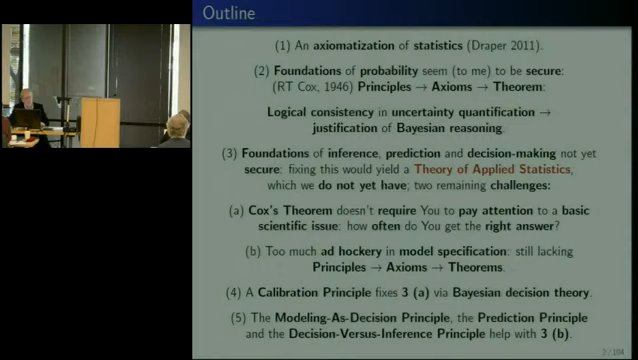 Outline
(1) An axiomatization of statistics (Draper 2011).
(2) Foundations of probability seem (to me) to be secure:
(RT Cox, 1946) Principles → Axioms → Theorem:
Logical consistency in uncertainty quantification →
justification of Bayesian reasoning.
(3) Foundations of inference, prediction and decision-making not yet
secure: fixing this would yield a Theory of Applied Statistics,
which we do not yet have; two remaining challenges:
(a) Cox's Theorem doesn't require You to pay attention to a basic
scientific issue: how often do You get the right answer?
(b) Too much ad hockery in model specification: still lacking
Principles → Axioms → Theorems.
(4) A Calibration Principle fixes 3 (a) via Bayesian decision theory.
(5) The Modeling-As-Decision Principle, the Prediction Principle
and the Decision-Versus-Inference Principle help with 3 (b).
2 / 104